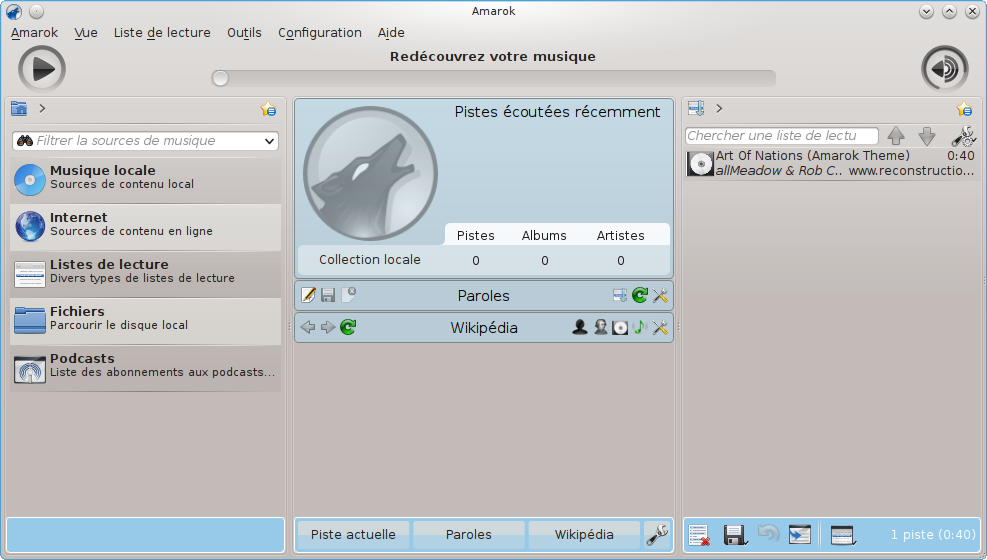 Amarok
Amarok Vue Liste de lecture Outils Configuration Aide
Redécouvrez votre musique
Filtrer la sources de musique
Musique locale
Sources de contenu local
Internet
Sources de contenu en ligne
Listes de lecture
Divers types de listes de lecture
Fichiers
Parcourir le disque local
Podcasts
Liste des abonnements aux podcasts...
Pistes écoutées récemment
Pistes Albums Artistes
Collection locale 0 0 0
Paroles
Wikipédia
Piste actuelle Paroles Wikipédia
Chercher une liste de lectu
Art Of Nations (Amarok Theme) 0:40
allMeadow & Rob C.. www.reconstructio...
1 piste (0:40)